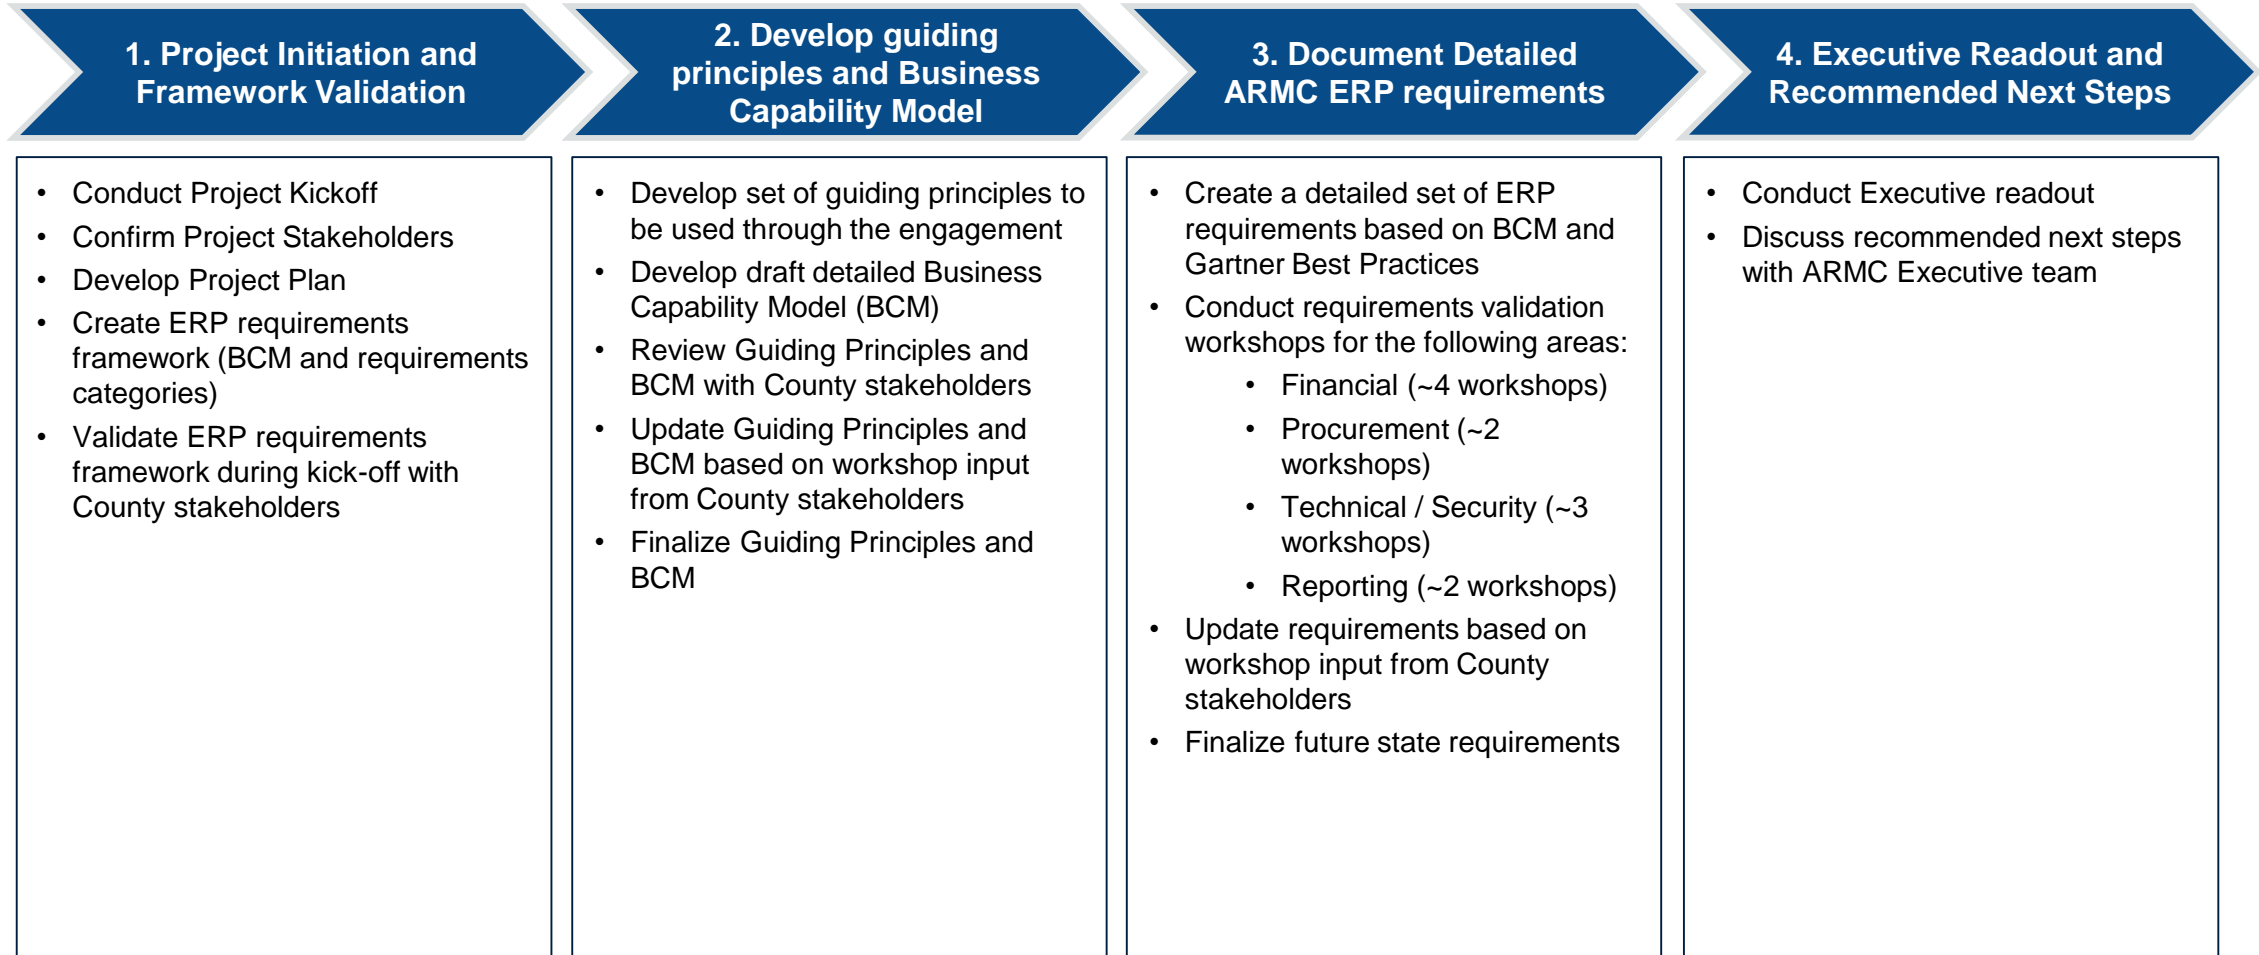 1. Project Initiation and
Framework Validation
• Conduct Project Kickoff
• Confirm Project Stakeholders
• Develop Project Plan
• Create ERP requirements
framework (BCM and requirements
categories)
• Validate ERP requirements
framework during kick-off with
County stakeholders
2. Develop guiding
principles and Business
Capability Model
• Develop set of guiding principles to
be used through the engagement
• Develop draft detailed Business
Capability Model (BCM)
• Review Guiding Principles and
BCM with County stakeholders
• Update Guiding Principles and
BCM based on workshop input
from County stakeholders
• Finalize Guiding Principles and
BCM
3. Document Detailed
ARMC ERP requirements
• Create a detailed set of ERP
requirements based on BCM and
Gartner Best Practices
• Conduct requirements validation
workshops for the following areas:
• Financial (~4 workshops)
• Procurement (~2
workshops)
• Technical / Security (~3
workshops)
• Reporting (~2 workshops)
• Update requirements based on
workshop input from County
stakeholders
• Finalize future state requirements
4. Executive Readout and
Recommended Next Steps
• Conduct Executive readout
• Discuss recommended next steps
with ARMC Executive team